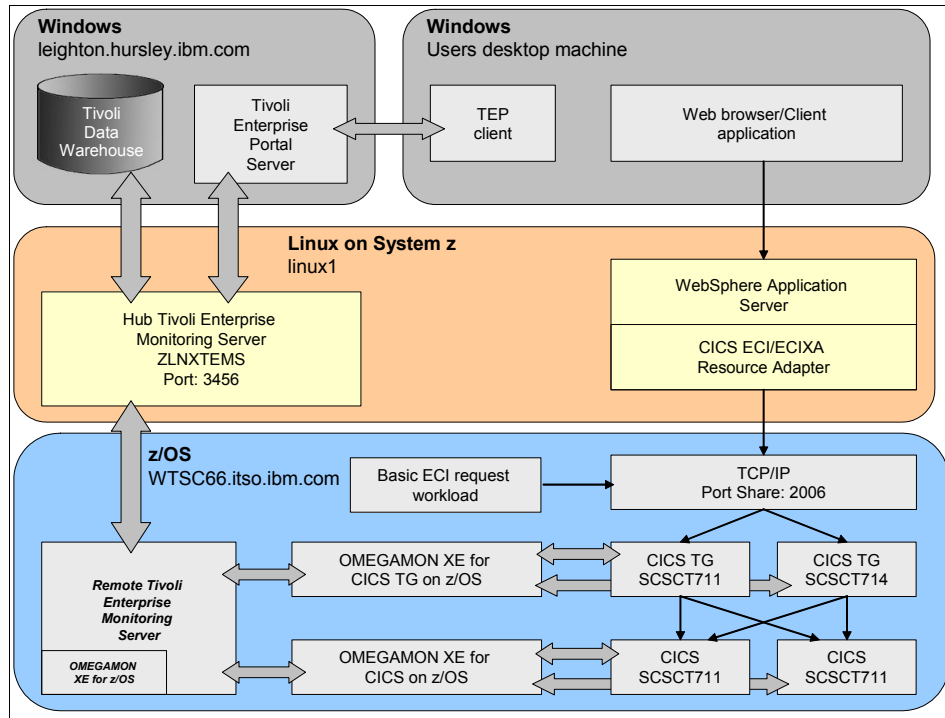 Windows
leighton.hursley.ibm.com
Tivoli
Data
Warehouse
Tivoli
Enterprise
Portal
Server
Windows
Users desktop machine
TEP
client
Web browser/Client
application
Linux on System z
linux1
Hub Tivoli Enterprise
Monitoring Server
ZLNXTEMS
Port: 3456
WebSphere Application
Server
CICS ECI/ECIXA
Resource Adapter
z/OS
WTSC66.itso.ibm.com
Basic ECI request
workload
TCP/IP
Port Share: 2006
Remote Tivoli
Enterprise
Monitoring
Server
OMEGAMON
XE for z/OS
OMEGAMON XE for
CICS TG on z/OS
CICS TG
SCSCT711
CICS TG
SCSCT714
OMEGAMON XE for
CICS on z/OS
CICS
SCSCT711
CICS
SCSCT711